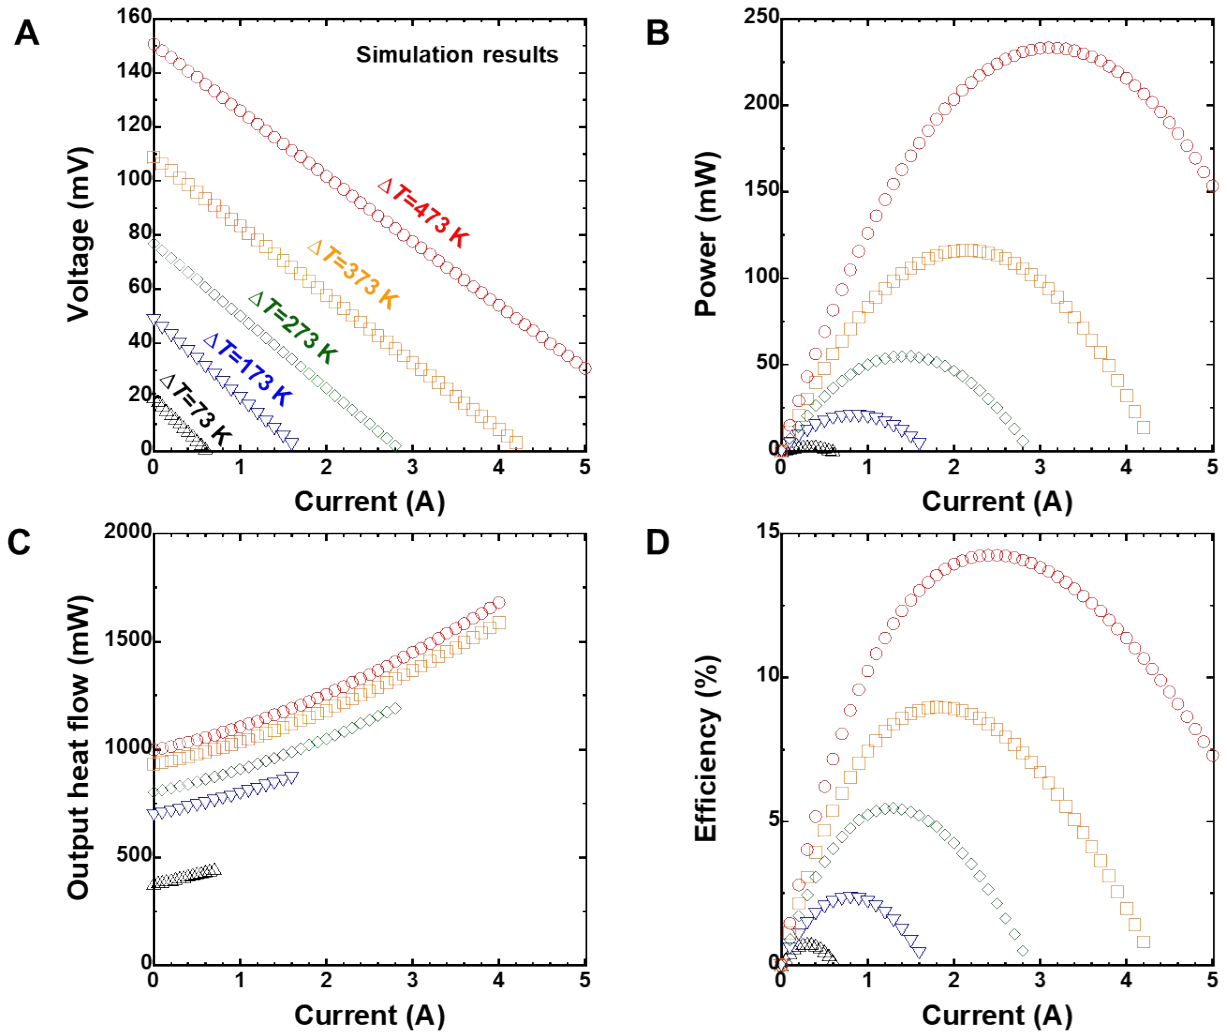 A
160
140
120
100
80
60
40
20
0
Voltage (mV)
Simulation results
ΔT=473 K
ΔT=373 K
ΔT=273 K
ΔT=173 K
ΔT=73 K
0 1 2 3 4 5
Current (A)
B
250
200
150
100
50
0
Power (mW)
0 1 2 3 4 5
Current (A)
C
2000
1500
1000
500
0
Output heat flow (mW)
0 1 2 3 4 5
Current (A)
D
15
10
5
0
Efficiency (%)
0 1 2 3 4 5
Current (A)